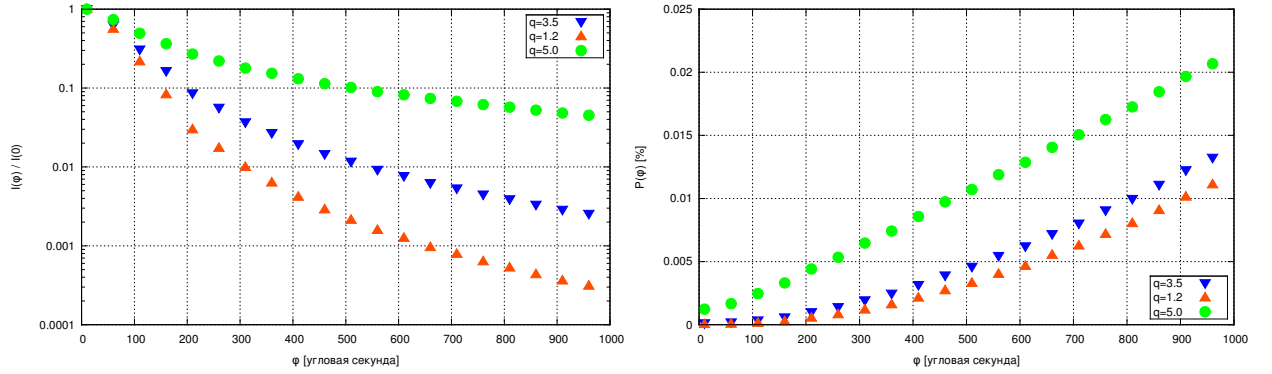 I(φ) / I(0)
1
0.1
0.01
0.001
0.0001
0 100 200 300 400 500 600 700 800 900 1000
φ [угловая секунда]
q=3.5
q=1.2
q=5.0
P(φ) [%]
0.025
0.02
0.015
0.01
0.005
0
0 100 200 300 400 500 600 700 800 900 1000
φ [угловая секунда]
q=3.5
q=1.2
q=5.0